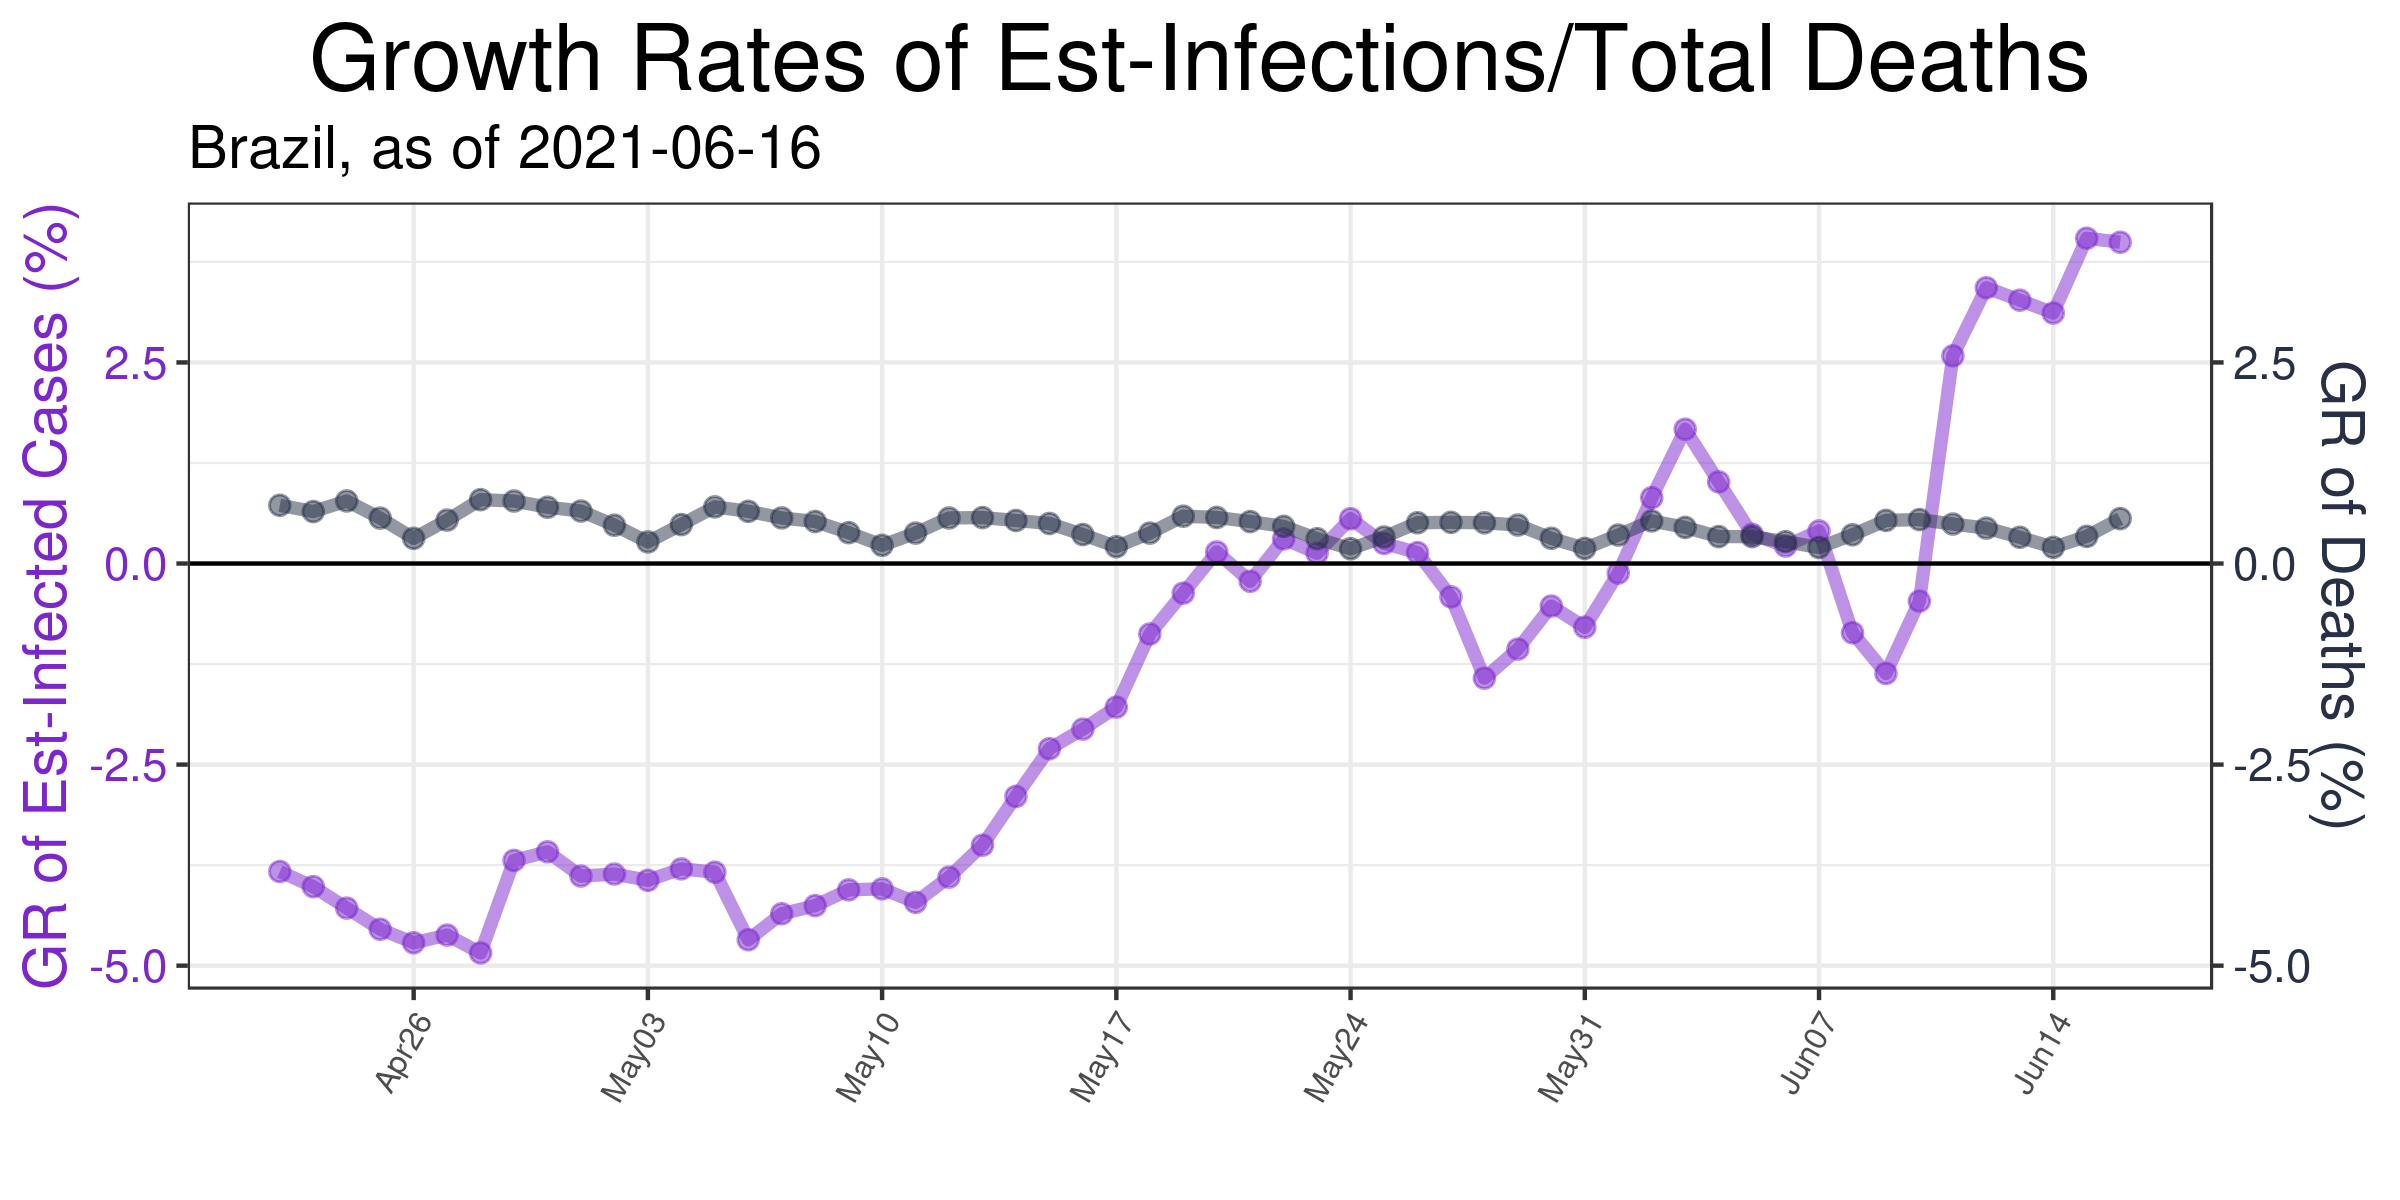 Growth Rates of Est-Infections/Total Deaths
Brazil, as of 2021-06-16
GR of Est-Infected Cases (%)
2.5
0.0
-2.5
-5.0
2.5
0.0
-2.5
-5.0
GR of Deaths (%)
Apr26
May03
May10
May17
May24
May31
Jun07
Jun14